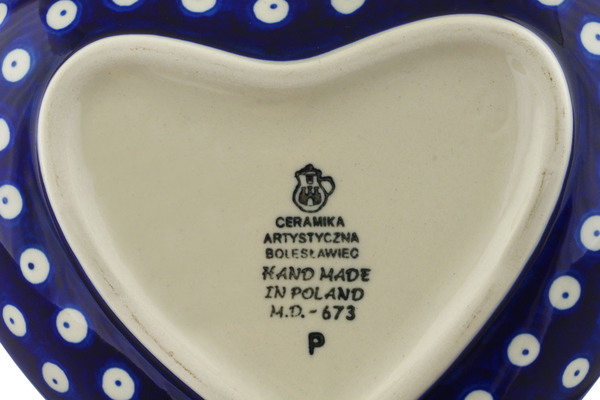 CERAMIKA
ARTYSTYCZNA
BOLESŁAWIEC
HAND MADE
IN POLAND
M.D. - 673
P